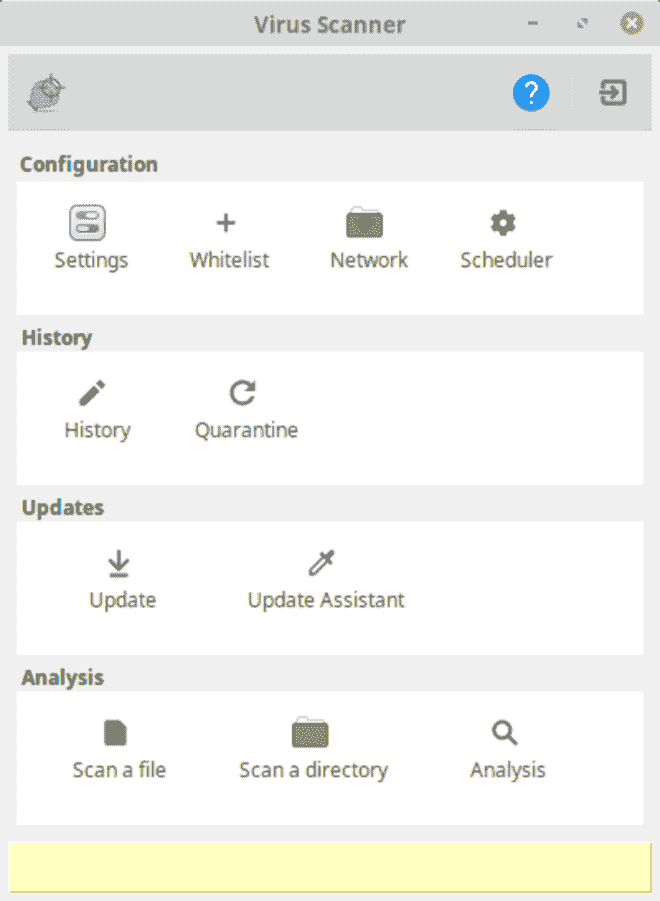 Virus Scanner
?
Configuration
Settings Whitelist Network Scheduler
History
History Quarantine
Updates
Update Update Assistant
Analysis
Scan a file Scan a directory Analysis